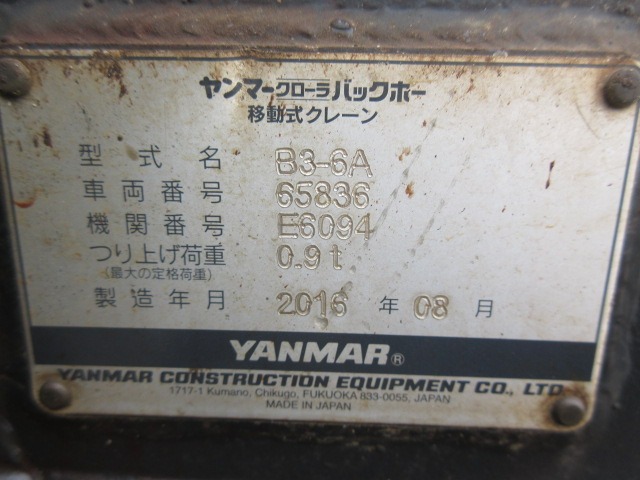 ヤンマークローラバックホー
移動式クレーン
型式名 B3-6A
車両番号 65836
機関番号 E6094
つり上げ荷重 0.9t
(最大の定格荷重)
製造年月 2016 年 08 月
YANMAR®
YANMAR CONSTRUCTION EQUIPMENT CO., LTD.
1717-1 Kumano, Chikugo, FUKUOKA 833-0055, JAPAN
MADE IN JAPAN